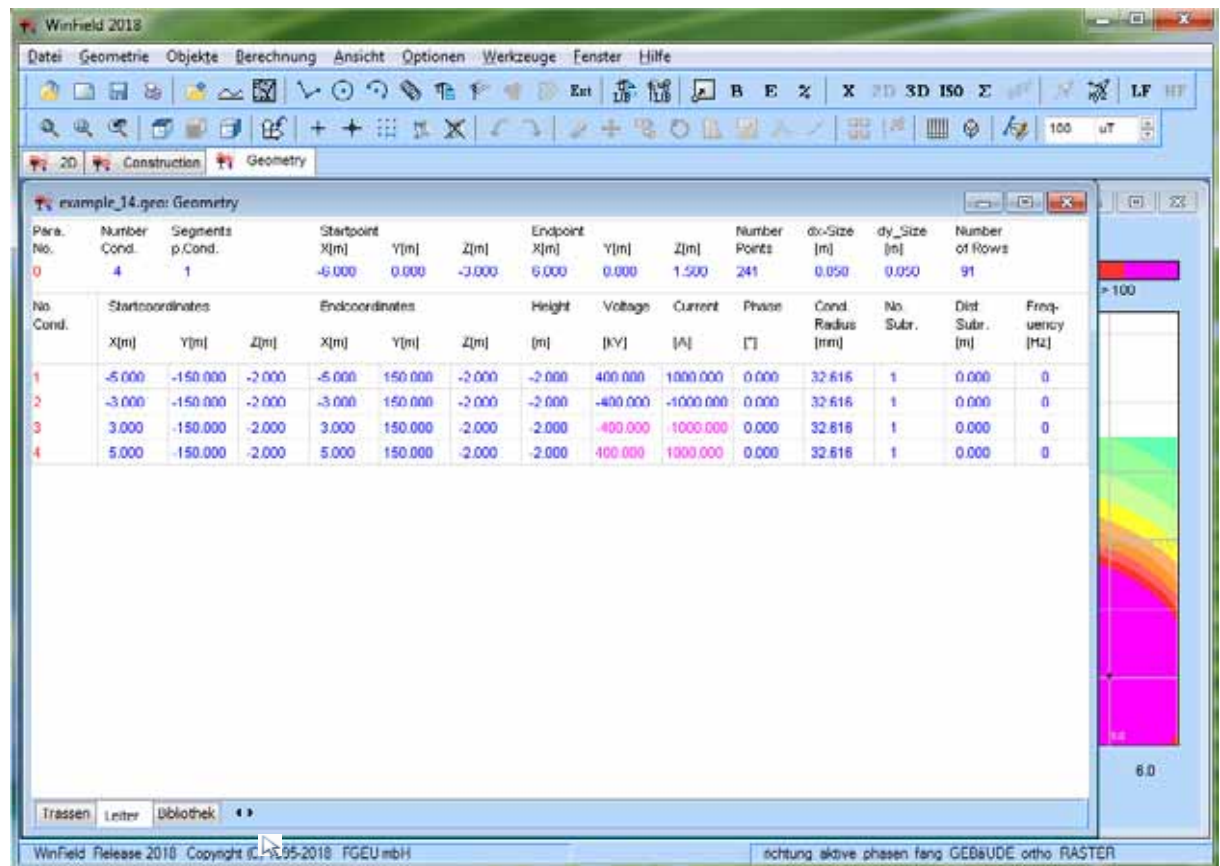 WinField 2018
Datei Geometrie Objekte Berechnung Ansicht Optionen Werkzeuge Fenster Hilfe
Ent LIB LIB B E % X 2D 3D ISO Σ LF HF
100 uT
2D Construction Geometry
example_14.geo: Geometry
Para. Number Segments Startpoint Endpoint Number dx-Size dy_Size Number
No. Cond. p.Cond. X[m] Y[m] Z[m] X[m] Y[m] Z[m] Points [m] [m] of Rows
0 4 1 -6.000 0.000 -3.000 6.000 0.000 1.500 241 0.050 0.050 91
> 100
No. Startcoordinates Endcoordinates Height Voltage Current Phase Cond. No. Dist. Freq-
Cond. Radius Subr. Subr. uency
X[m] Y[m] Z[m] X[m] Y[m] Z[m] [m] [kV] [A] [°] [mm] [m] [Hz]
1 -5.000 -150.000 -2.000 -5.000 150.000 -2.000 -2.000 400.000 1000.000 0.000 32.616 1 0.000 0
2 -3.000 -150.000 -2.000 -3.000 150.000 -2.000 -2.000 -400.000 -1000.000 0.000 32.616 1 0.000 0
3 3.000 -150.000 -2.000 3.000 150.000 -2.000 -2.000 -400.000 -1000.000 0.000 32.616 1 0.000 0
4 5.000 -150.000 -2.000 5.000 150.000 -2.000 -2.000 400.000 1000.000 0.000 32.616 1 0.000 0
6.0
Trassen Leiter Bibliothek
WinField Release 2018 Copyright (C) 05-2018 FGEU mbH richtung aktive phasen fang GEBäUDE ortho RASTER